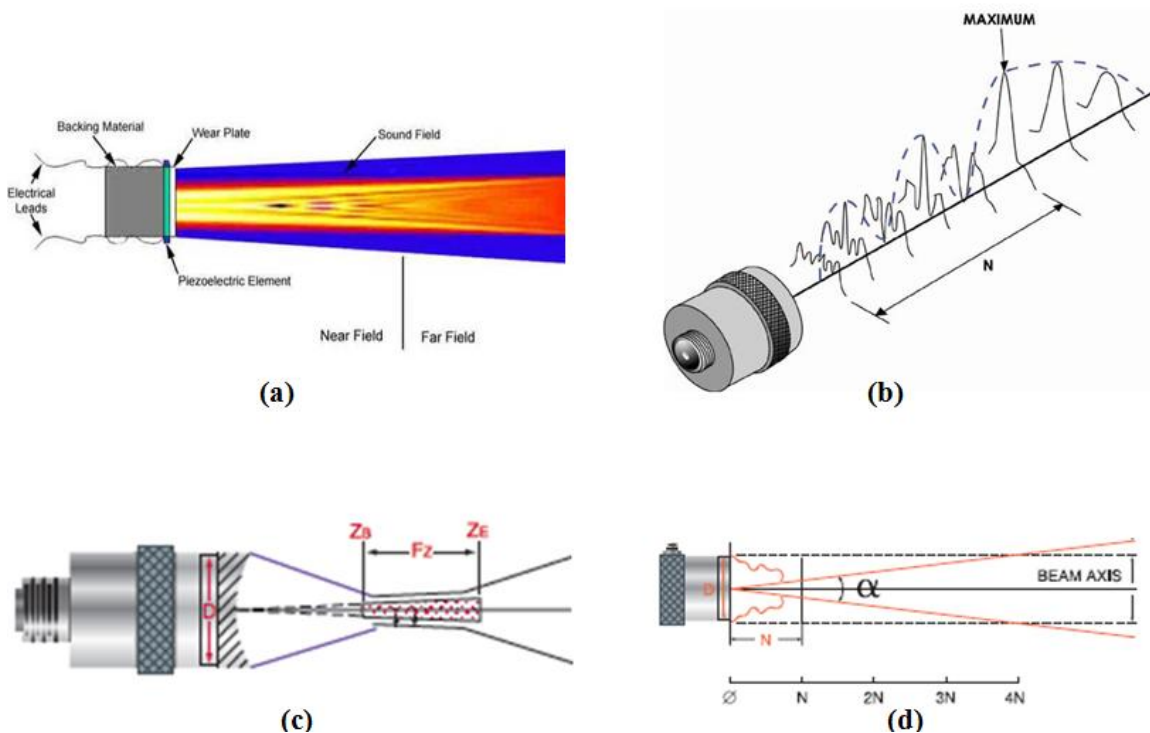 Backing Material
Wear Plate
Sound Field
Electrical
Leads
Piezoelectric Element
Near Field
Far Field
(a)
MAXIMUM
N
(b)
ZB
FZ
ZE
D
(c)
D
α
BEAM AXIS
N
Ø
N
2N
3N
4N
(d)